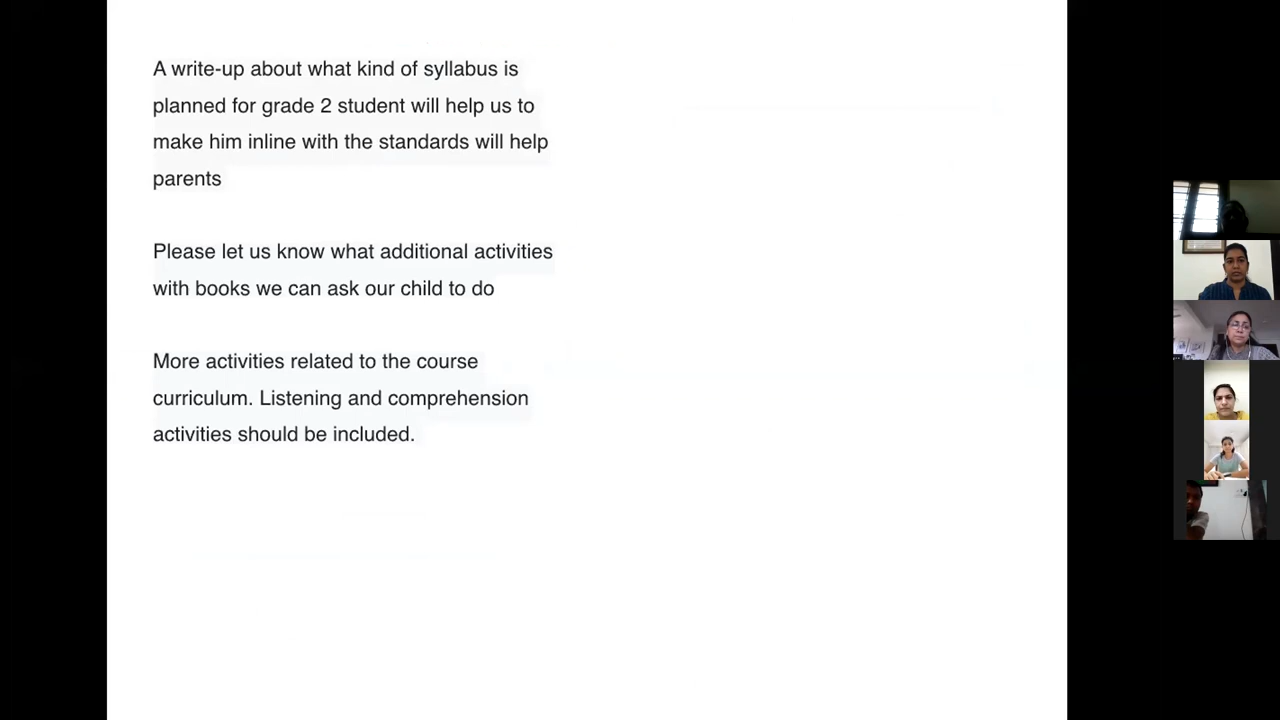 A write-up about what kind of syllabus is
planned for grade 2 student will help us to
make him inline with the standards will help
parents
Please let us know what additional activities
with books we can ask our child to do
More activities related to the course
curriculum. Listening and comprehension
activities should be included.